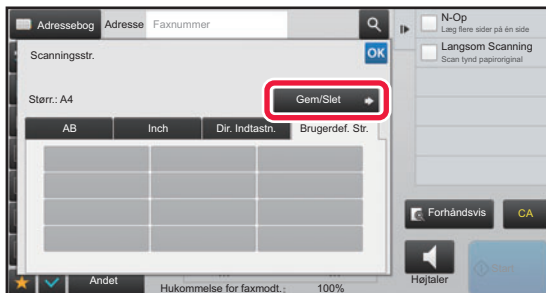 Adressebog Adresse Faxnummer
Scanningsstr.
OK
Størr.: A4
Gem/Slet
AB Inch Dir. Indtastn. Brugerdef. Str.
Andet
Hukommelse for faxmodt.: 100%
N-Op
Læg flere sider på én side
Langsom Scanning
Scan tynd papiroriginal
Forhåndsvis CA
Højtaler
Start